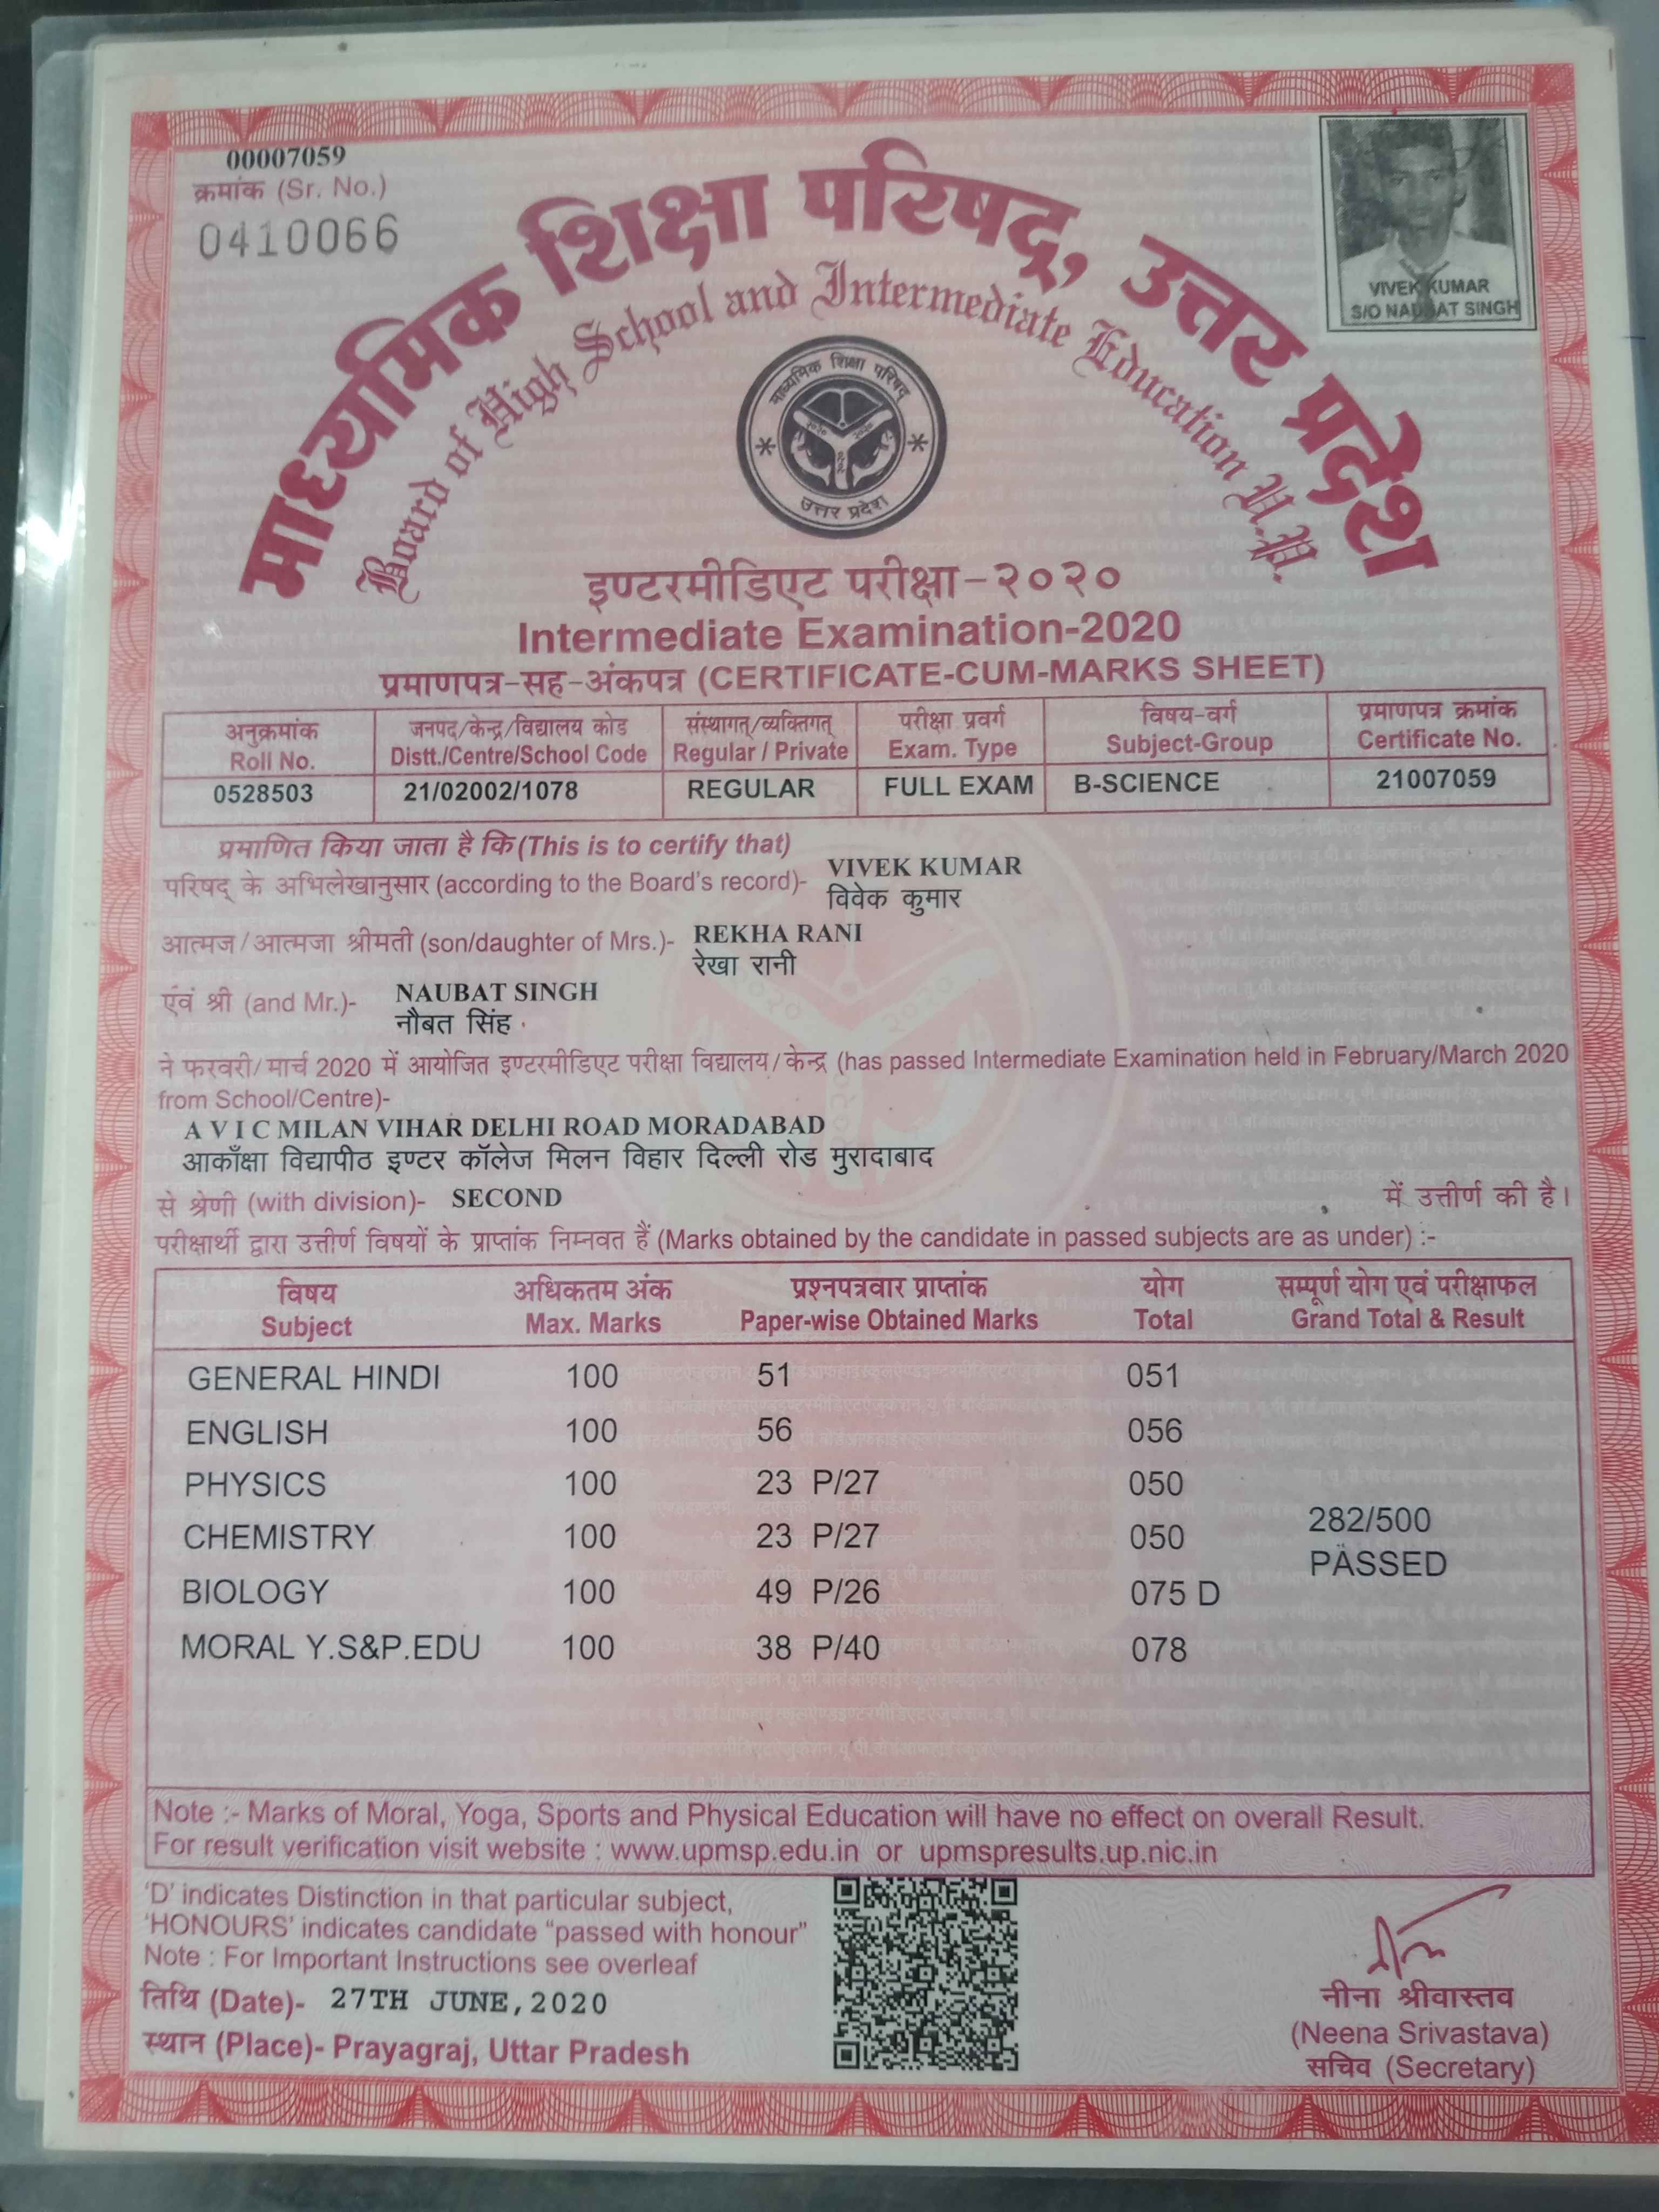 00007059
क्रमांक (Sr. No.)
0410066
VIVEK KUMAR
S/O NAUBAT SINGH
माध्यमिक शिक्षा परिषद्, उत्तर प्रदेश
Board of High School and Intermediate Education U.P.
माध्यमिक शिक्षा परिषद्
उत्तर प्रदेश
इण्टरमीडिएट परीक्षा-२०२०
Intermediate Examination-2020
प्रमाणपत्र-सह-अंकपत्र (CERTIFICATE-CUM-MARKS SHEET)
अनुक्रमांक जनपद/केन्द्र/विद्यालय कोड संस्थागत्/व्यक्तिगत् परीक्षा प्रवर्ग विषय-वर्ग प्रमाणपत्र क्रमांक
Roll No. Distt./Centre/School Code Regular / Private Exam. Type Subject-Group Certificate No.
0528503 21/02002/1078 REGULAR FULL EXAM B-SCIENCE 21007059
प्रमाणित किया जाता है कि (This is to certify that)
परिषद् के अभिलेखानुसार (according to the Board's record)- VIVEK KUMAR
विवेक कुमार
आत्मज/आत्मजा श्रीमती (son/daughter of Mrs.)- REKHA RANI
रेखा रानी
एंव श्री (and Mr.)- NAUBAT SINGH
नौबत सिंह
ने फरवरी/मार्च 2020 में आयोजित इण्टरमीडिएट परीक्षा विद्यालय/केन्द्र (has passed Intermediate Examination held in February/March 2020
from School/Centre)-
A V I C MILAN VIHAR DELHI ROAD MORADABAD
आकाँक्षा विद्यापीठ इण्टर कॉलेज मिलन विहार दिल्ली रोड मुरादाबाद
से श्रेणी (with division)- SECOND में उत्तीर्ण की है।
परीक्षार्थी द्वारा उत्तीर्ण विषयों के प्राप्तांक निम्नवत हैं (Marks obtained by the candidate in passed subjects are as under) :-
विषय अधिकतम अंक प्रश्नपत्रवार प्राप्तांक योग सम्पूर्ण योग एवं परीक्षाफल
Subject Max. Marks Paper-wise Obtained Marks Total Grand Total & Result
GENERAL HINDI 100 51 051
ENGLISH 100 56 056
PHYSICS 100 23 P/27 050
CHEMISTRY 100 23 P/27 050
BIOLOGY 100 49 P/26 075 D
MORAL Y.S&P.EDU 100 38 P/40 078
282/500
PASSED
Note :- Marks of Moral, Yoga, Sports and Physical Education will have no effect on overall Result.
For result verification visit website : www.upmsp.edu.in or upmspresults.up.nic.in
'D' indicates Distinction in that particular subject,
'HONOURS' indicates candidate "passed with honour"
Note : For Important Instructions see overleaf
तिथि (Date)- 27TH JUNE,2020
स्थान (Place)- Prayagraj, Uttar Pradesh
नीना श्रीवास्तव
(Neena Srivastava)
सचिव (Secretary)